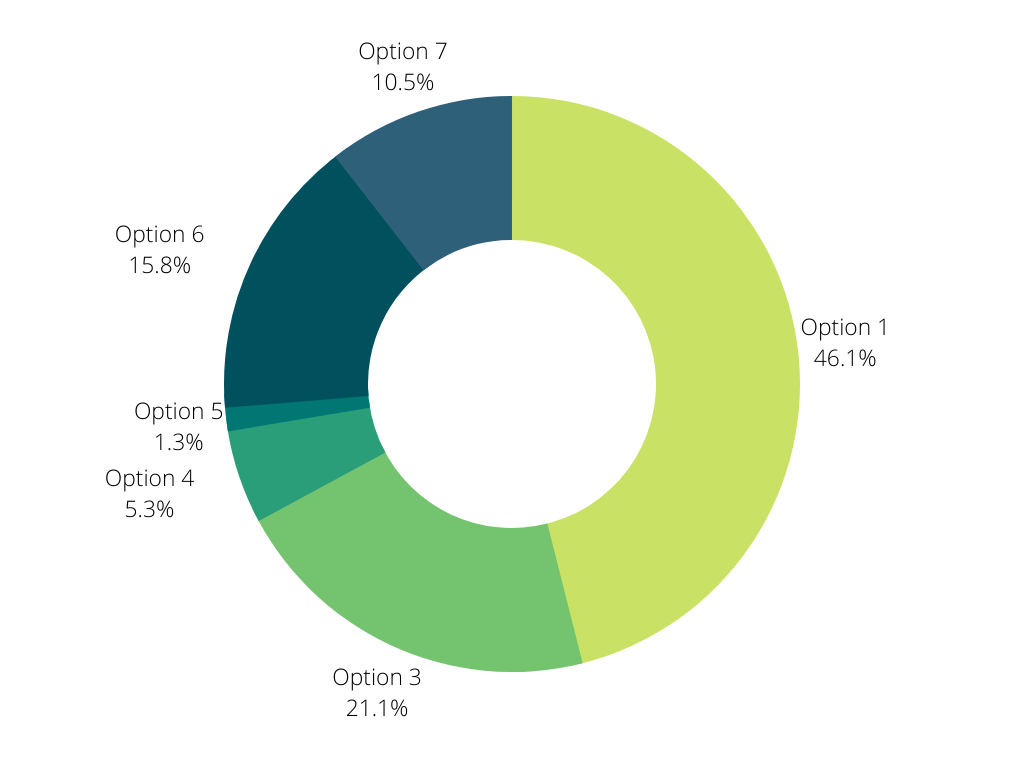 Option 7
10.5%
Option 6
15.8%
Option 1
46.1%
Option 5
1.3%
Option 4
5.3%
Option 3
21.1%